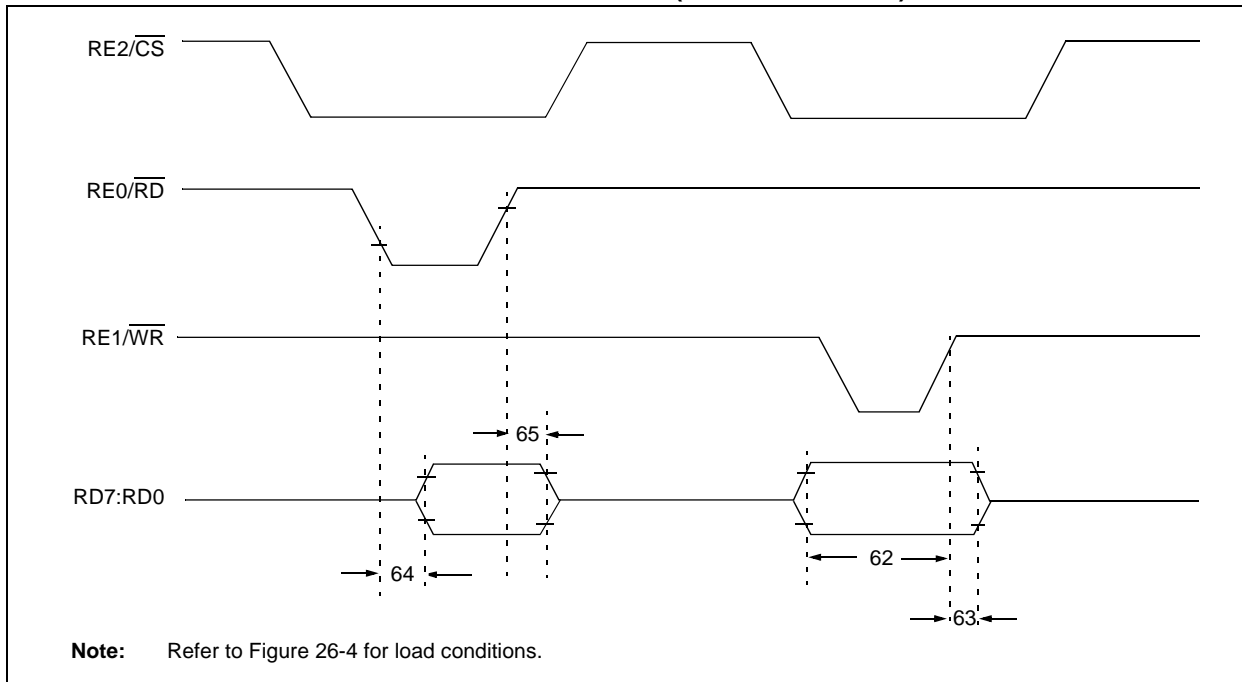 RE2/CS
RE0/RD
RE1/WR
65
RD7:RD0
62
64
63
Note: Refer to Figure 26-4 for load conditions.